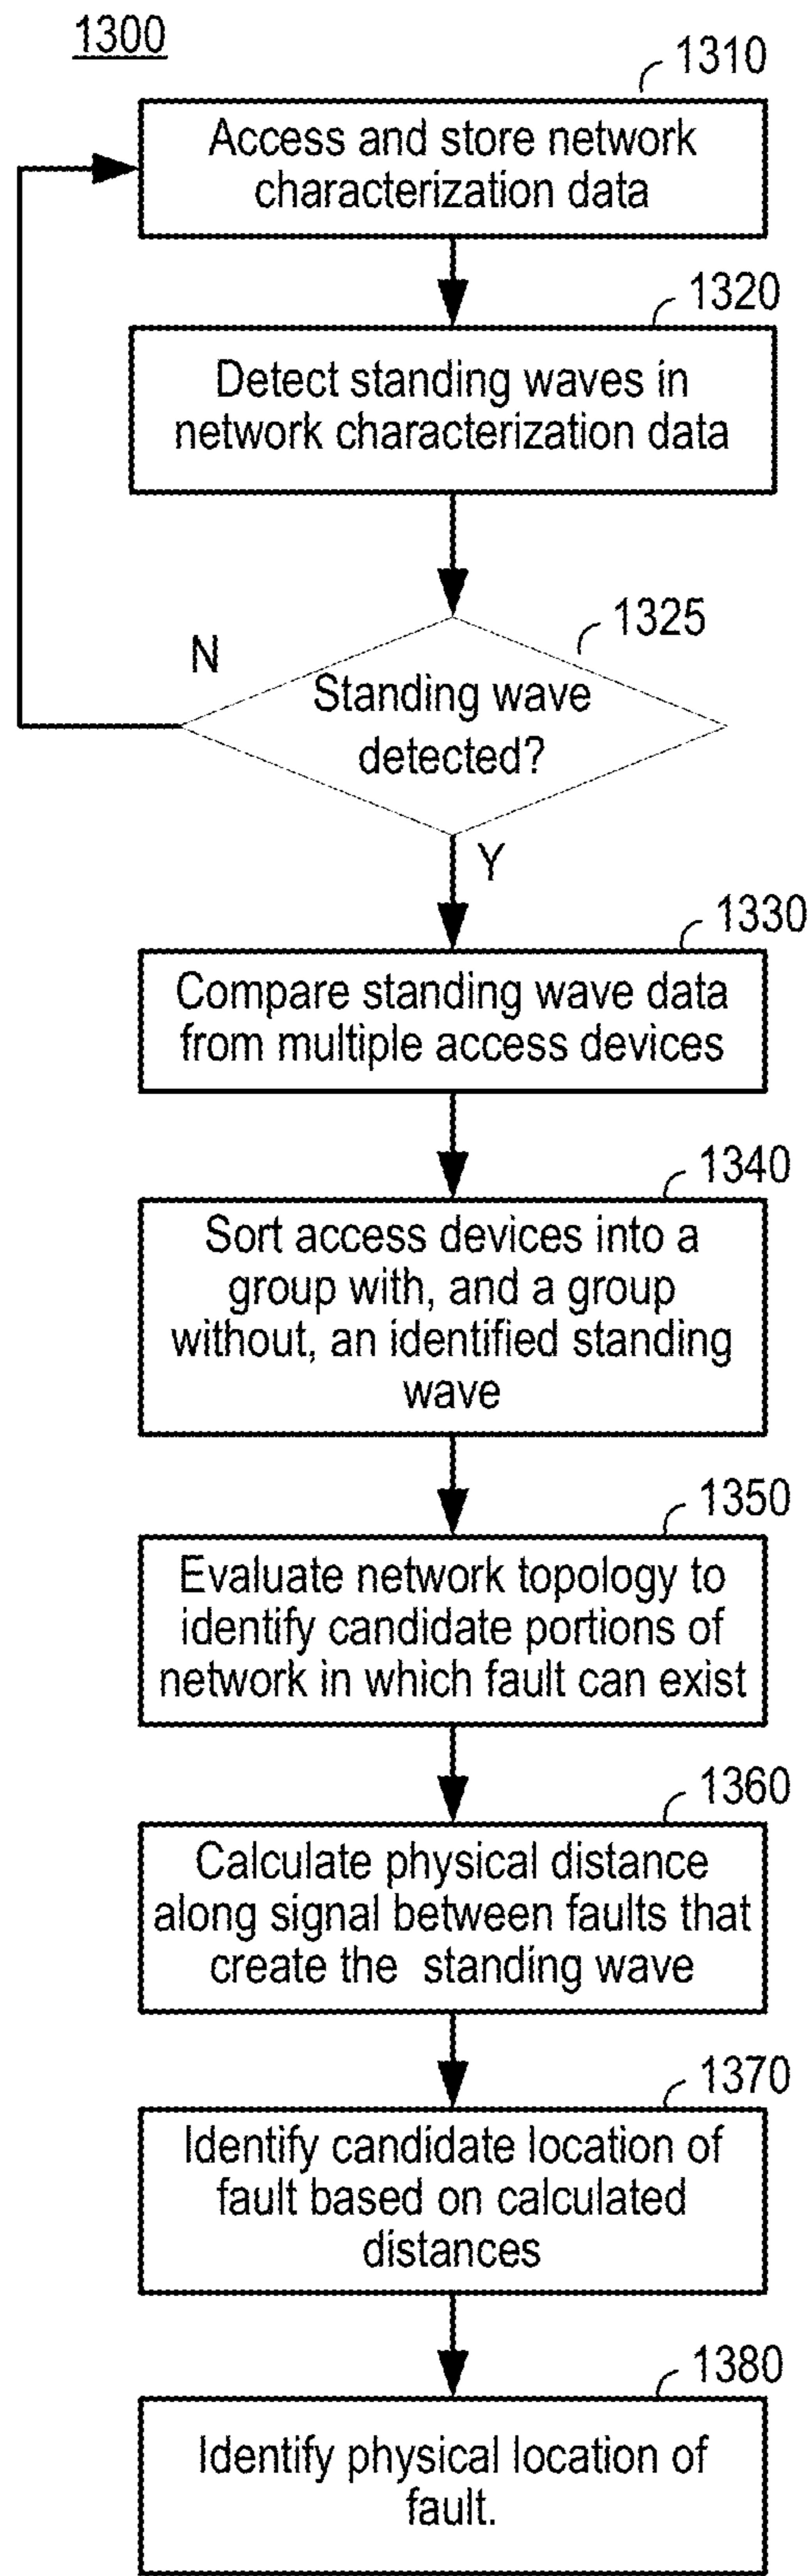 1300
1310
Access and store network
characterization data
1320
Detect standing waves in
network characterization data
1325
N
Standing wave
detected?
Y
1330
Compare standing wave data
from multiple access devices
1340
Sort access devices into a
group with, and a group
without, an identified standing
wave
1350
Evaluate network topology to
identify candidate portions of
network in which fault can exist
1360
Calculate physical distance
along signal between faults that
create the standing wave
1370
Identify candidate location of
fault based on calculated
distances
1380
Identify physical location of
fault.